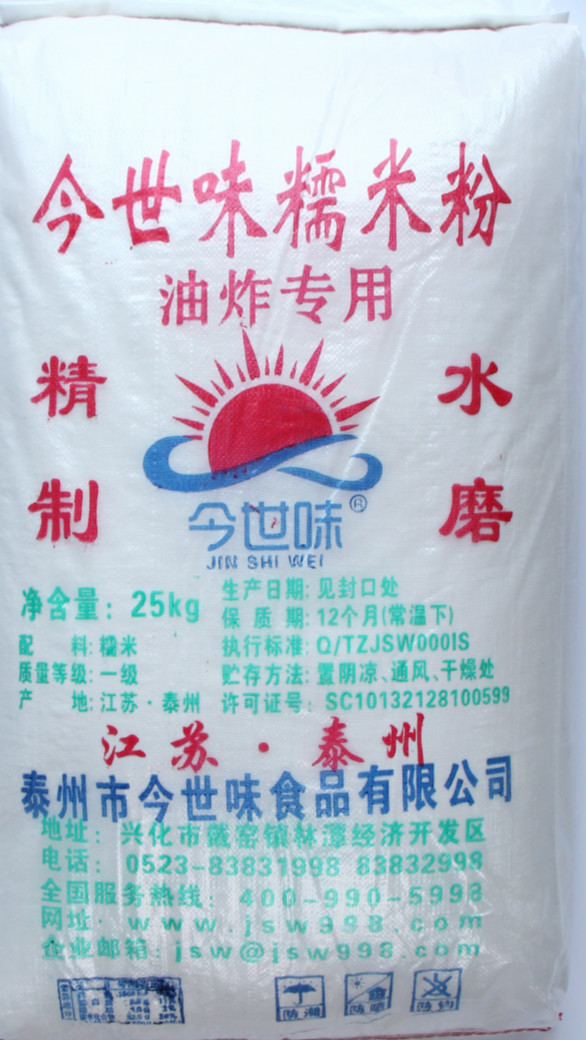 今世味糯米粉
油炸专用
精制
水磨
今世味®
JIN SHI WEI
净含量：25kg
配 料:糯米
质量等级:一级
产 地:江苏·泰州
生产日期:见封口处
保 质 期:12个月(常温下)
执行标准:Q/TZJSW0001S
贮存方法:置阴凉、通风、干燥处
许可证号：SC10132128100599
江苏·泰州
泰州市今世味食品有限公司
地址：兴化市戴窑镇林潭经济开发区
电话：0523-83831998 83832998
全国服务热线：400-990-5998
网址：www.jsw998.com
企业邮箱:jsw@jsw998.com
防潮
防晒
防钩